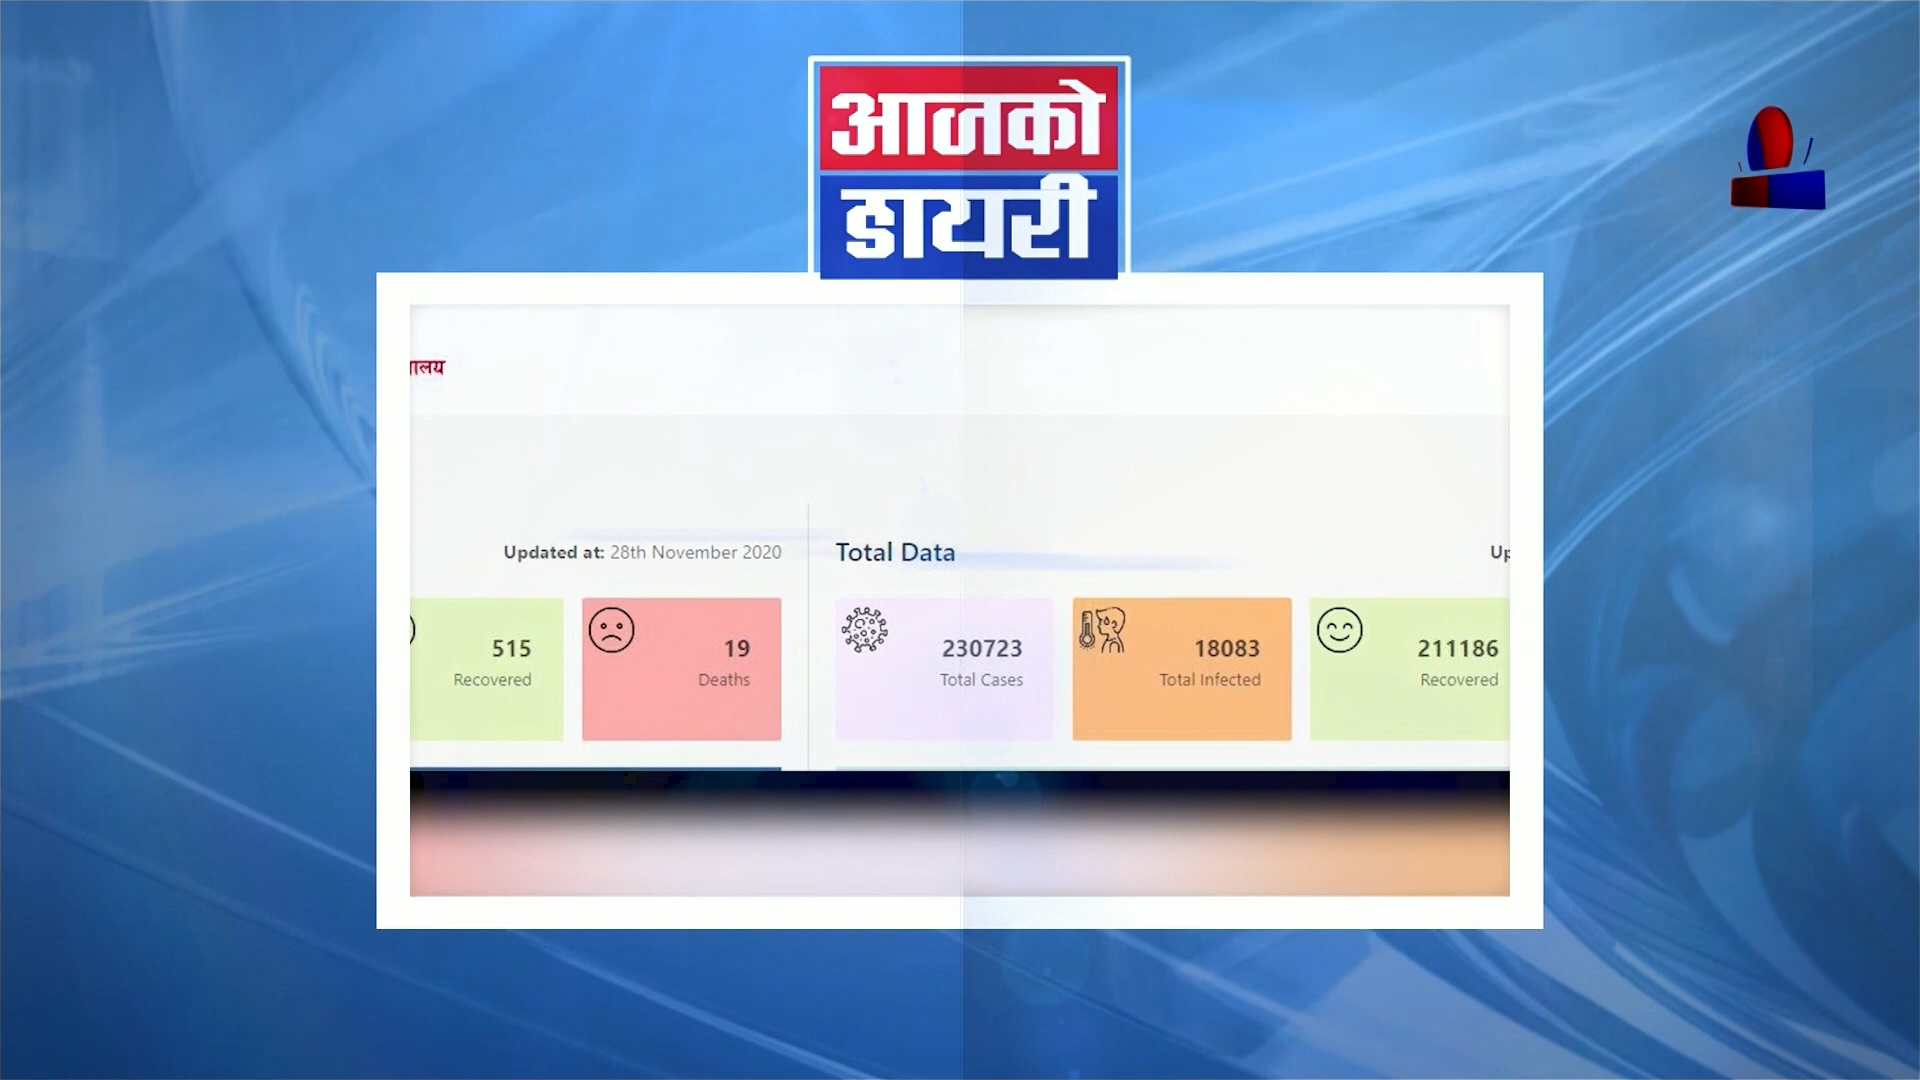 आजको
डायरी
ालय
Updated at: 28th November 2020
Total Data
Up
515
Recovered
19
Deaths
230723
Total Cases
18083
Total Infected
211186
Recovered